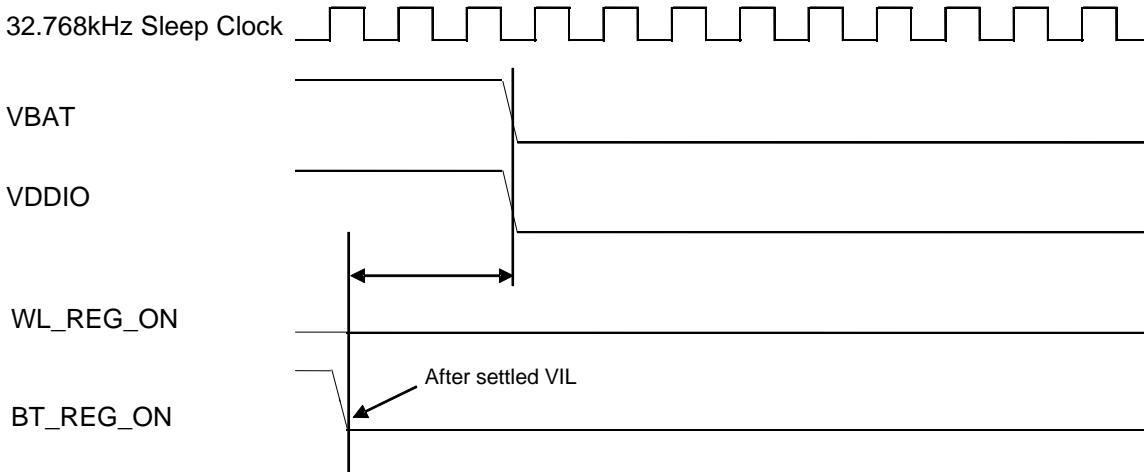 32.768kHz Sleep Clock
VBAT
VDDIO
WL_REG_ON
After settled VIL
BT_REG_ON